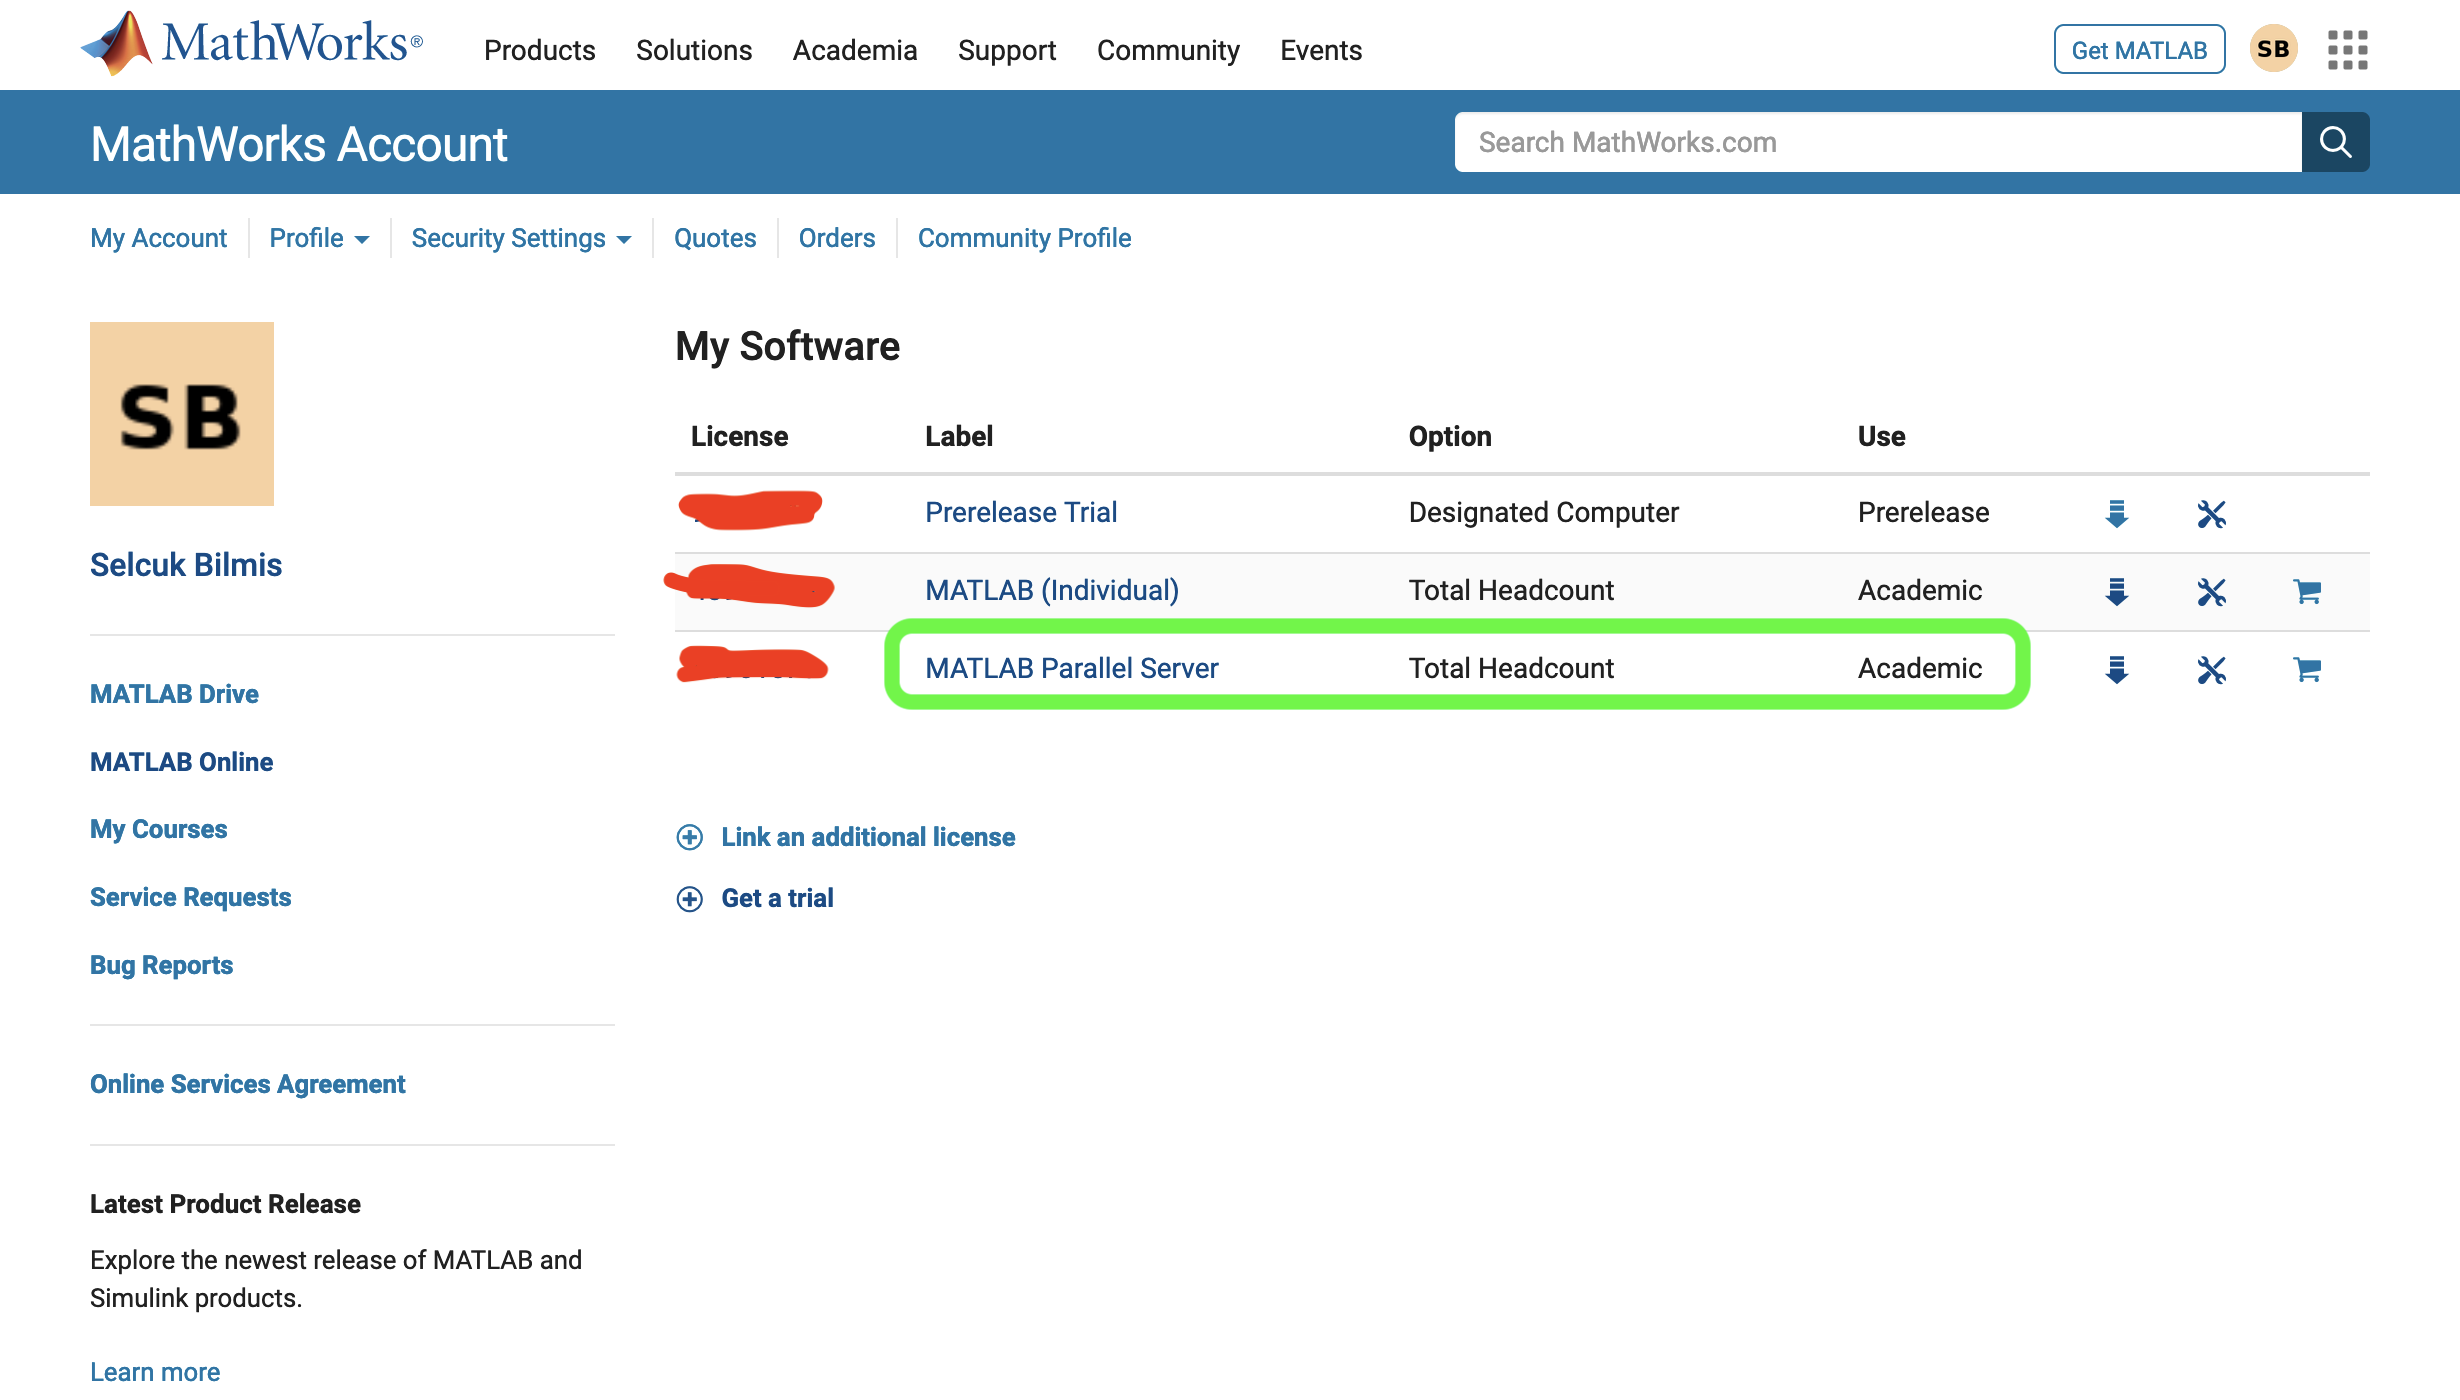 MathWorks®
Products Solutions Academia Support Community Events
Get MATLAB SB
MathWorks Account
Search MathWorks.com
My Account Profile Security Settings Quotes Orders Community Profile
SB
Selcuk Bilmis
MATLAB Drive
MATLAB Online
My Courses
Service Requests
Bug Reports
Online Services Agreement
Latest Product Release
Explore the newest release of MATLAB and
Simulink products.
Learn more
My Software
License Label Option Use
Prerelease Trial Designated Computer Prerelease
MATLAB (Individual) Total Headcount Academic
MATLAB Parallel Server Total Headcount Academic
Link an additional license
Get a trial